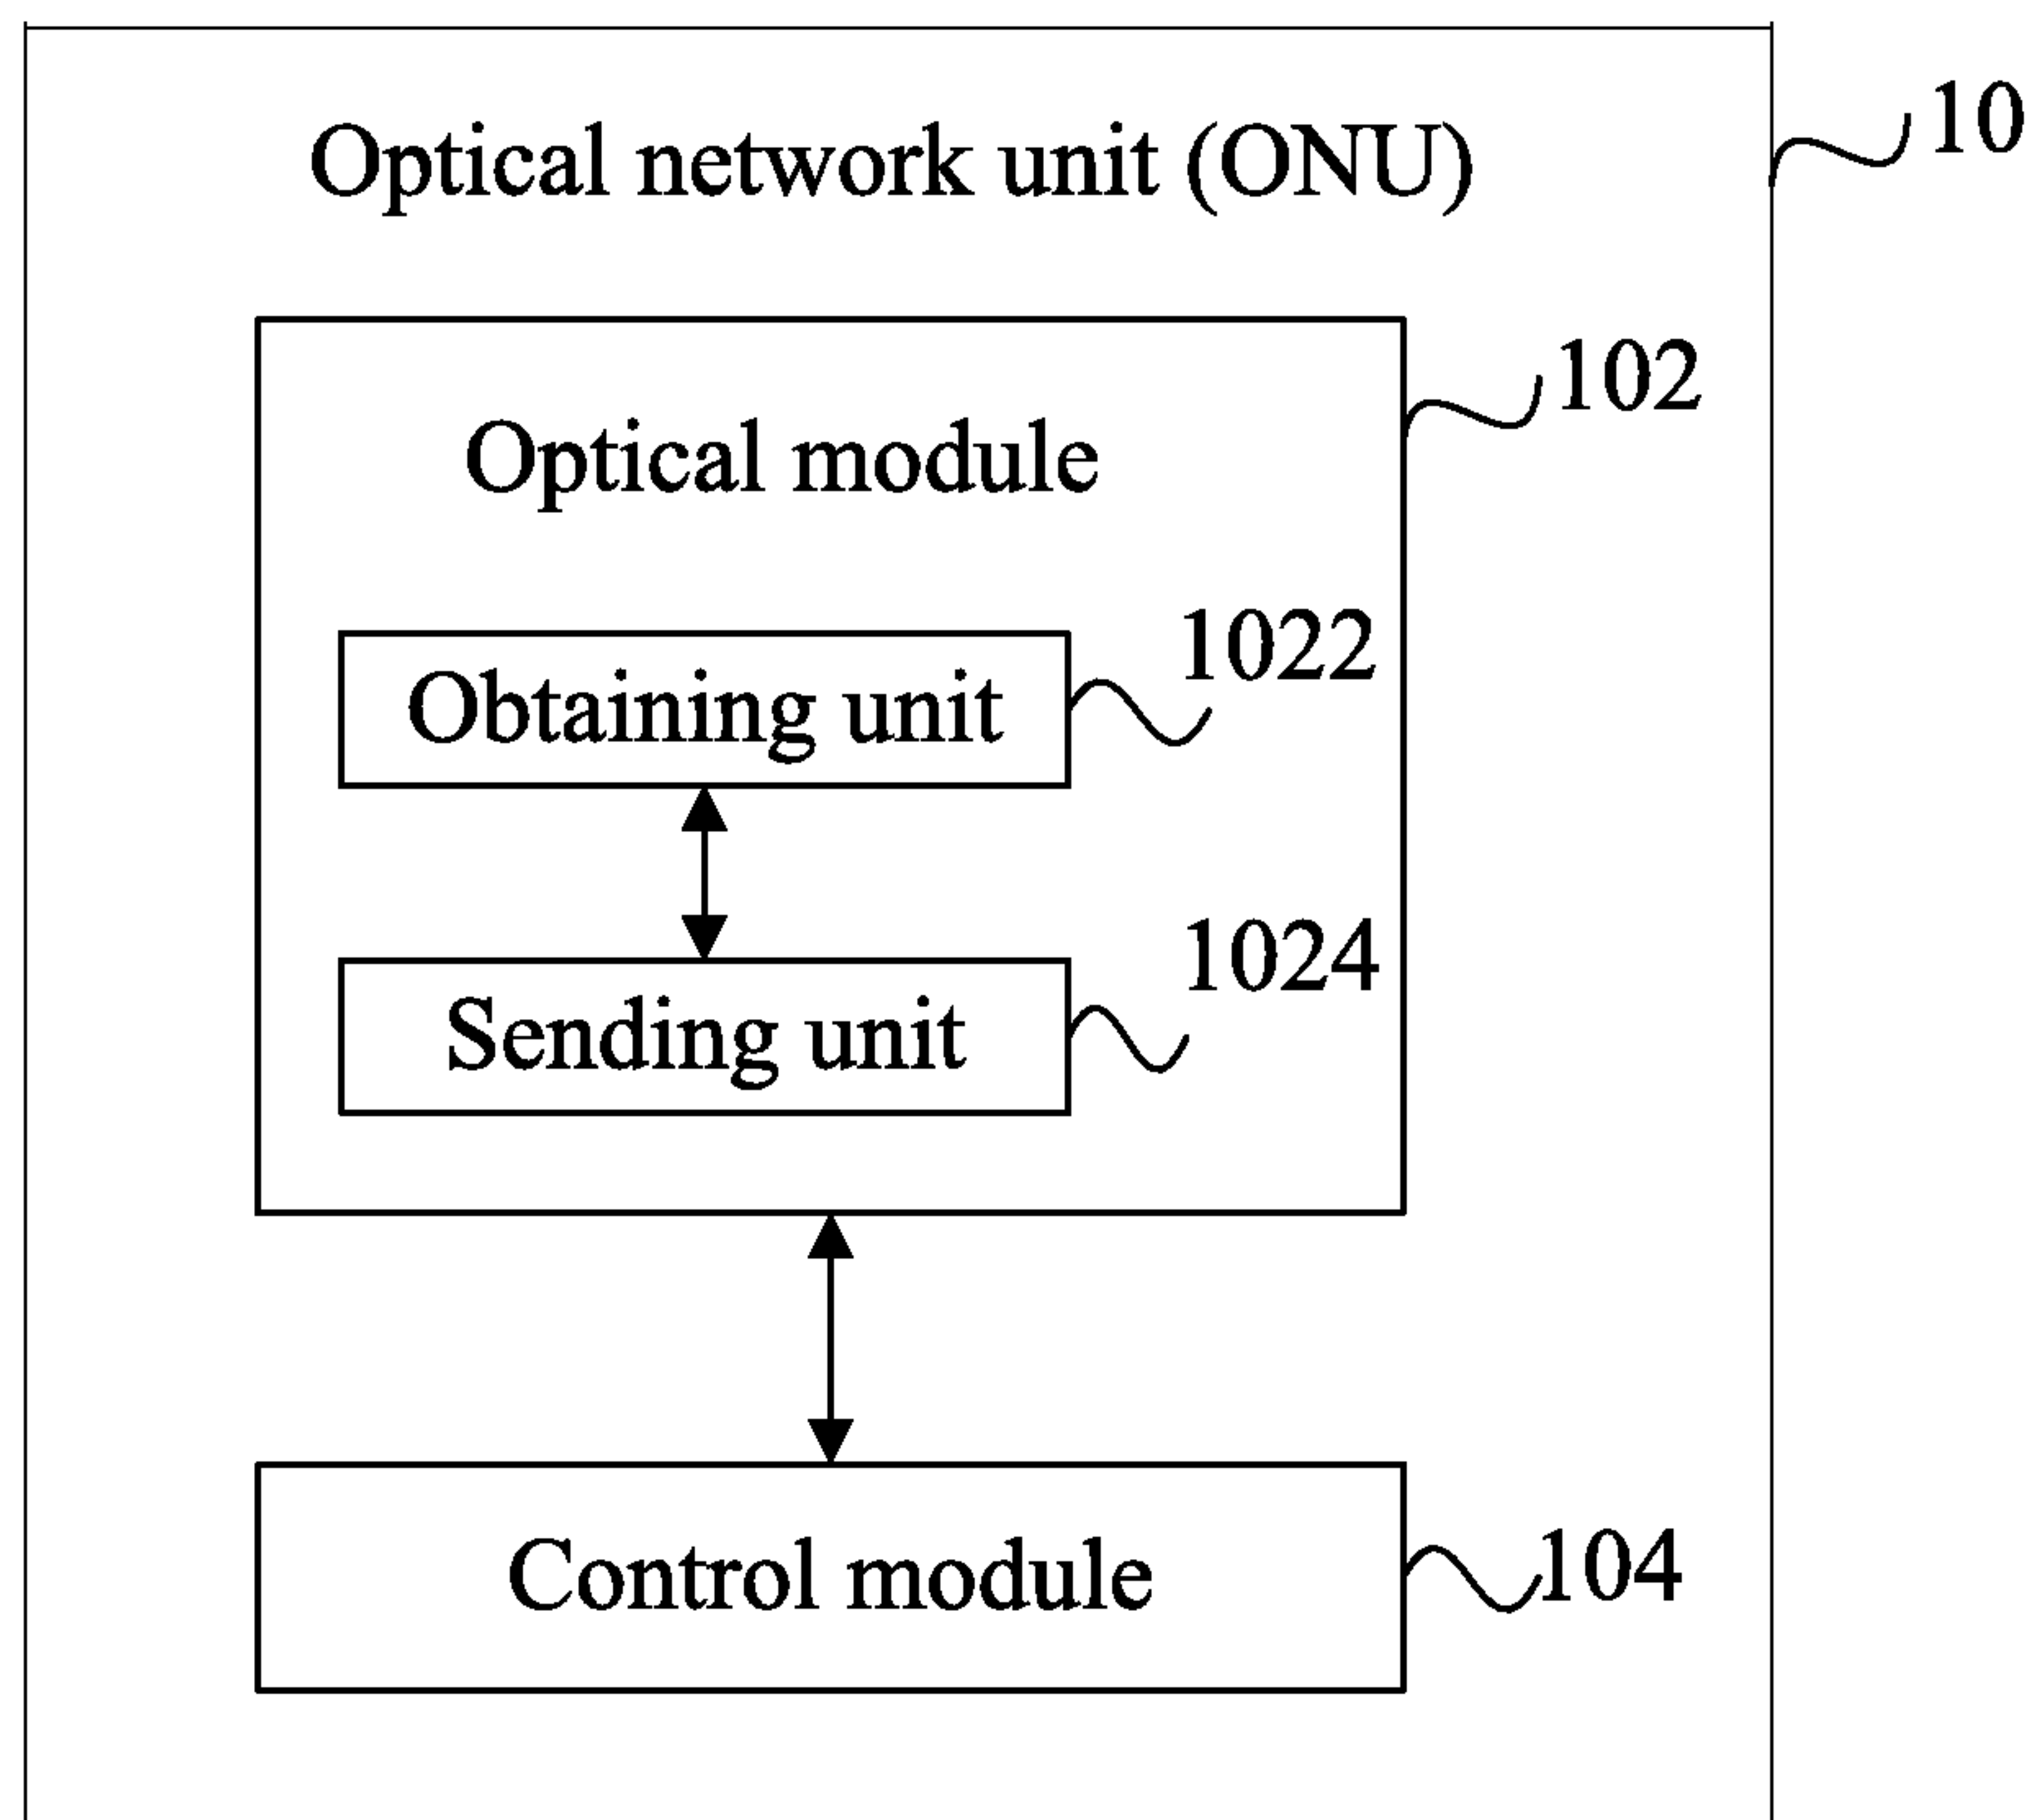 10
Optical network unit (ONU)
102
Optical module
1022
Obtaining unit
1024
Sending unit
Control module
104